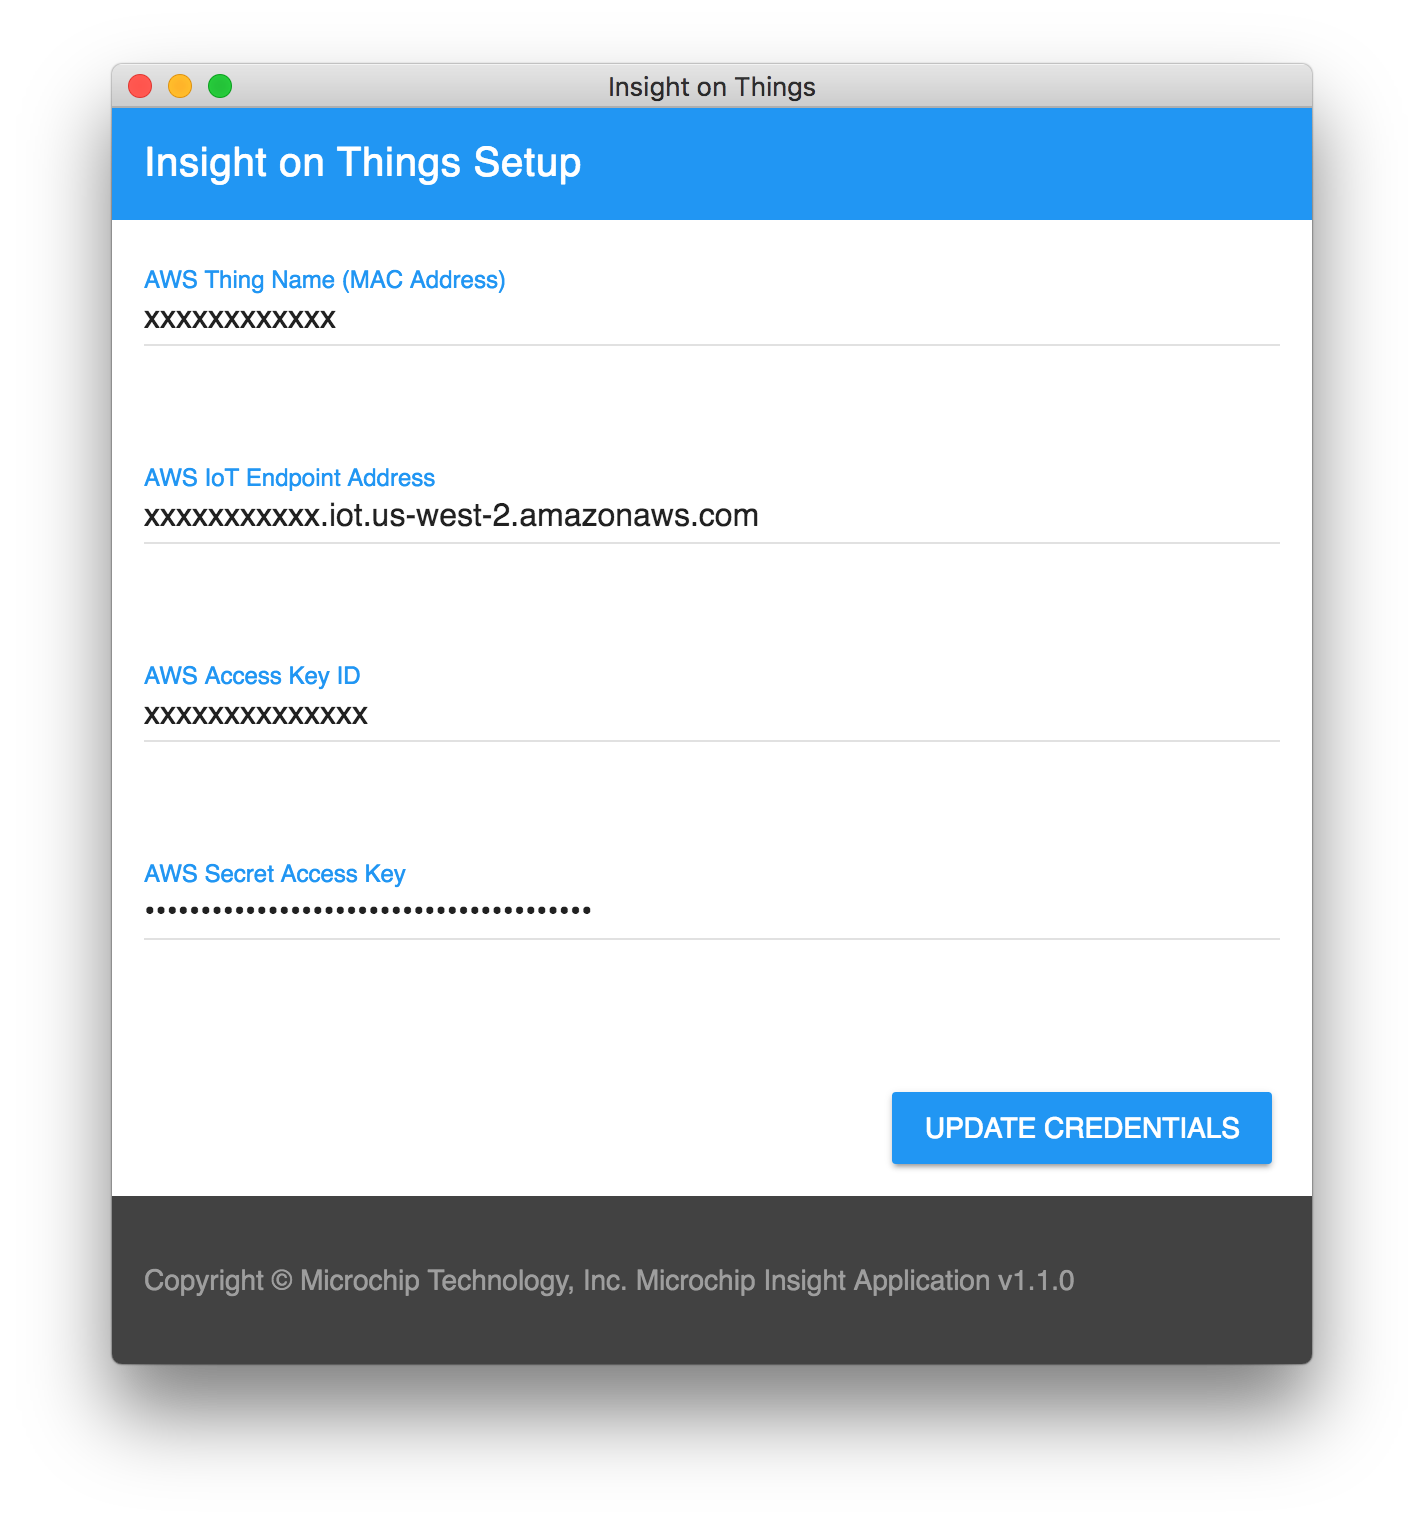 Insight on Things
Insight on Things Setup
AWS Thing Name (MAC Address)
xxxxxxxxxxxx
AWS IoT Endpoint Address
xxxxxxxxxxx.iot.us-west-2.amazonaws.com
AWS Access Key ID
xxxxxxxxxxxxxx
AWS Secret Access Key
••••••••••••••••••••••••••••••••••••••••
UPDATE CREDENTIALS
Copyright © Microchip Technology, Inc. Microchip Insight Application v1.1.0